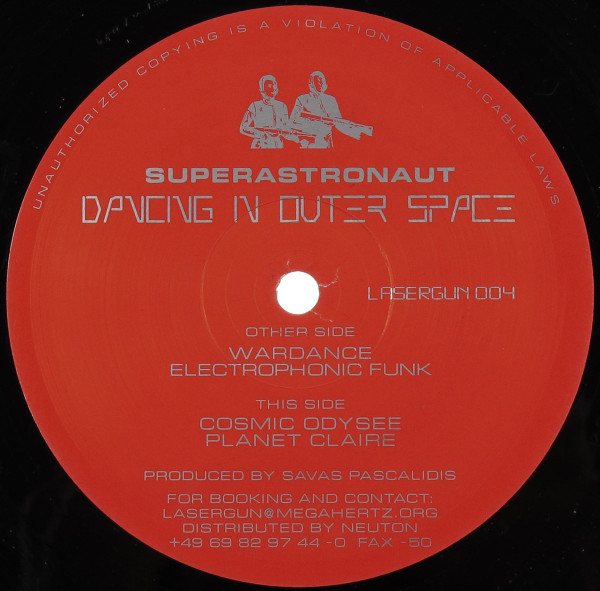 UNAUTHORIZED COPYING IS A VIOLATION OF APPLICABLE LAWS
SUPERASTRONAUT
DANCING IN OUTER SPACE
LASERGUN 004
OTHER SIDE
WARDANCE
ELECTROPHONIC FUNK
THIS SIDE
COSMIC ODYSEE
PLANET CLAIRE
PRODUCED BY SAVAS PASCALIDIS
FOR BOOKING AND CONTACT:
LASERGUN@MEGAHERTZ.ORG
DISTRIBUTED BY NEUTON
+49 69 82 97 44 -0 FAX -50